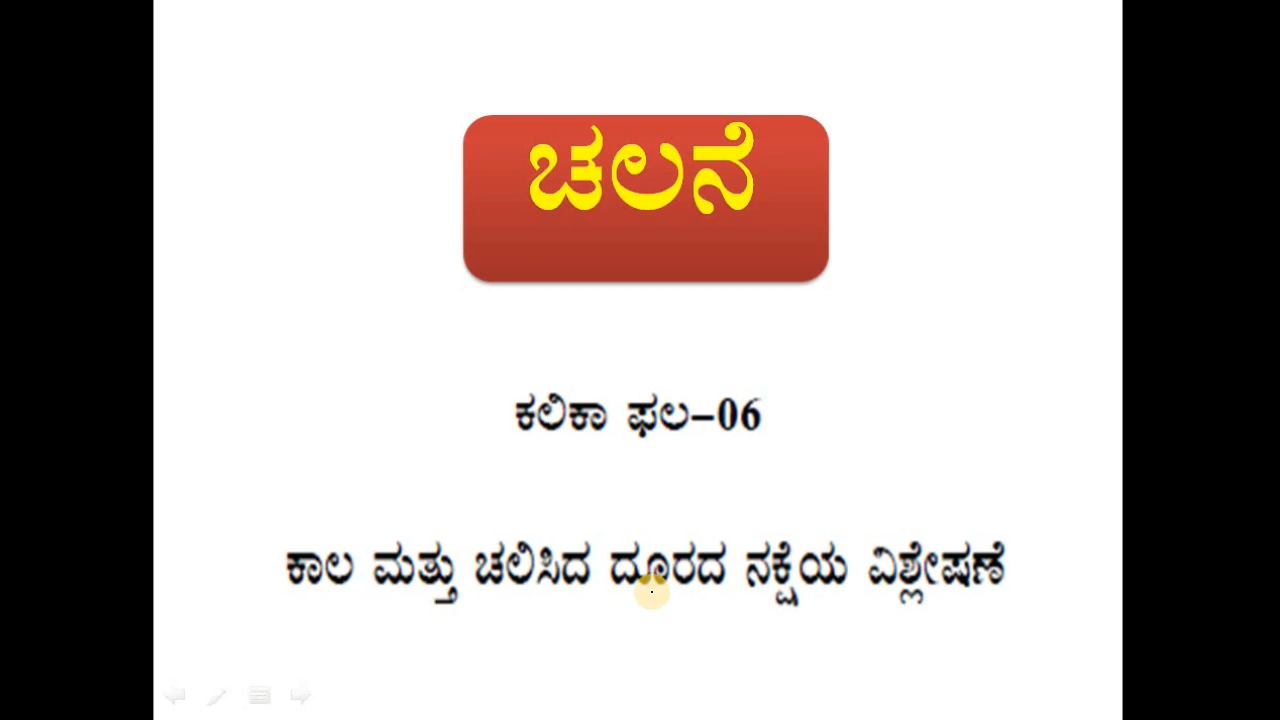 ಚಲನೆ
ಕಲಿಕಾ ಫಲ-06
ಕಾಲ ಮತ್ತು ಚಲಿಸಿದ ದೂರದ ನಕ್ಷೆಯ ವಿಶ್ಲೇಷಣೆ